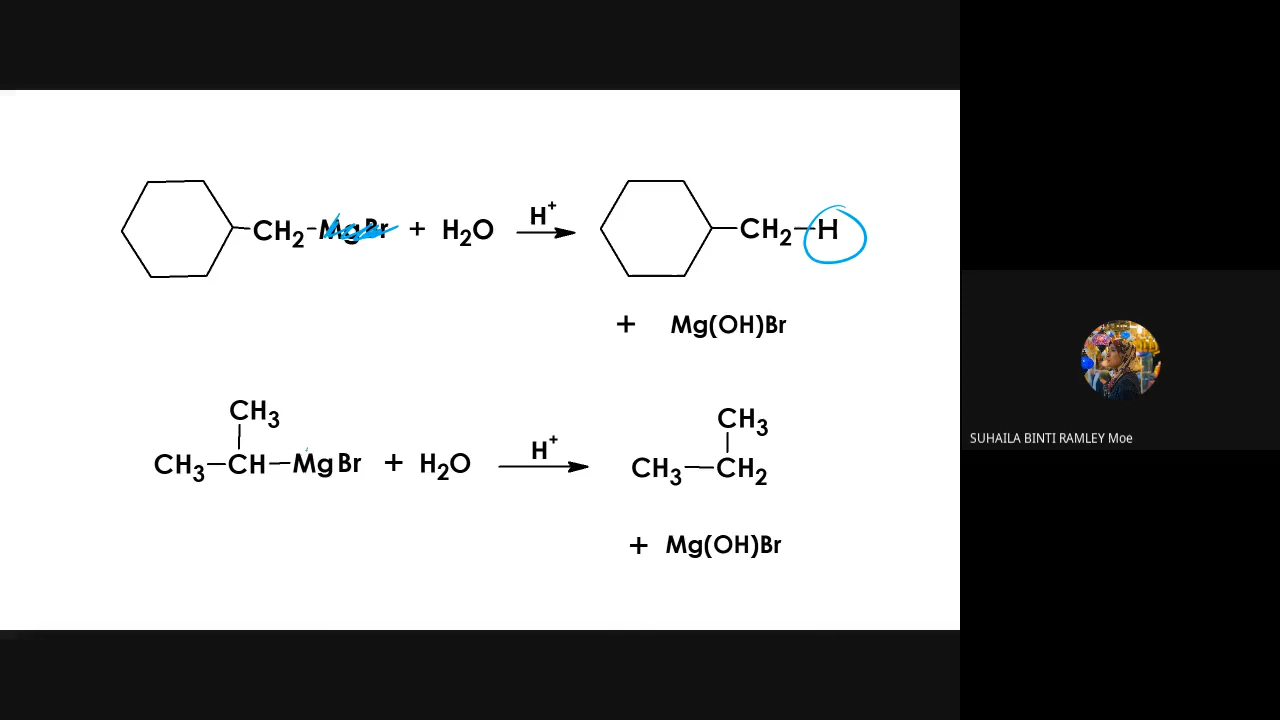 CH2-MgBr + H2O H+ CH2-H
+ Mg(OH)Br
CH3 CH3
CH3-CH-MgBr + H2O H+ CH3-CH2
+ Mg(OH)Br
SUHAILA BINTI RAMLEY Moe